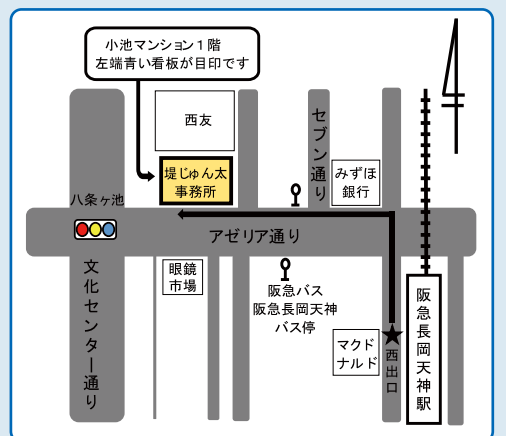 小池マンション1階
左端青い看板が目印です
西友
セブン通り
みずほ
銀行
堤じゅん太
事務所
八条ヶ池
アゼリア通り
文化センター通り
眼鏡
市場
阪急バス
阪急長岡天神
バス停
マクド
ナルド
西出口
阪急長岡天神駅